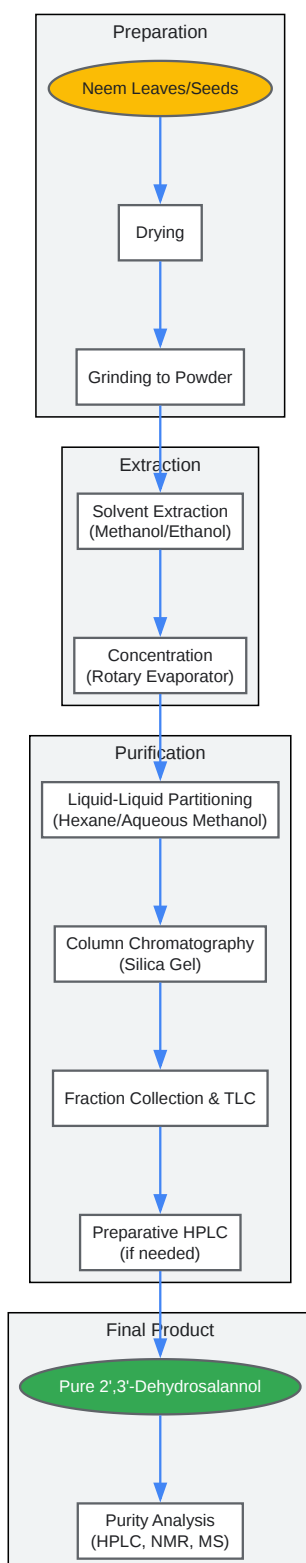 Preparation
Neem Leaves/Seeds
Drying
Grinding to Powder
Extraction
Solvent Extraction
(Methanol/Ethanol)
Concentration
(Rotary Evaporator)
Purification
Liquid-Liquid Partitioning
(Hexane/Aqueous Methanol)
Column Chromatography
(Silica Gel)
Fraction Collection & TLC
Preparative HPLC
(if needed)
Final Product
Pure 2',3'-Dehydrosalannol
Purity Analysis
(HPLC, NMR, MS)